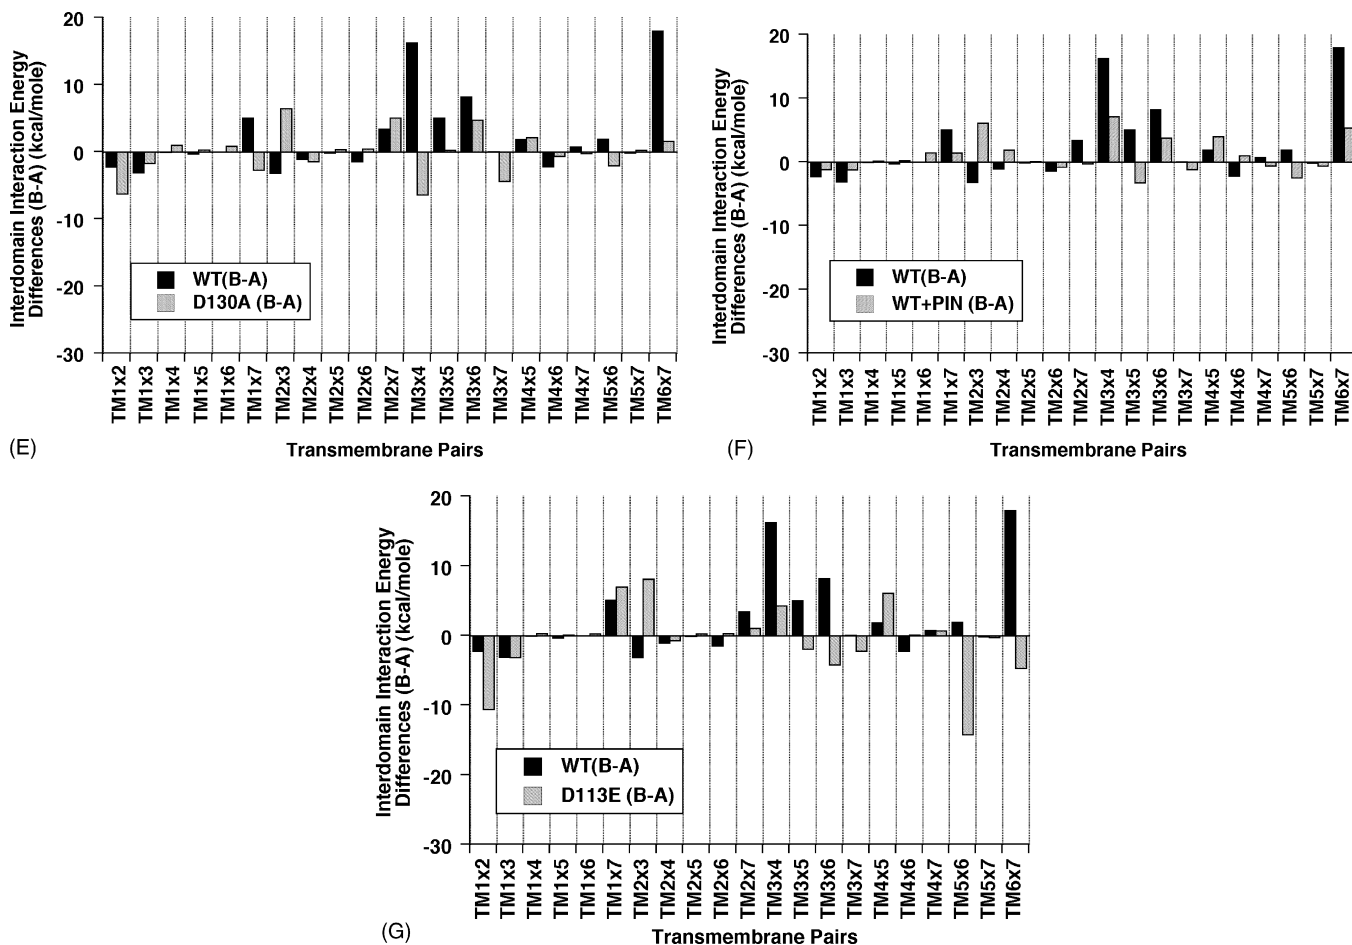 Interdomain Interaction Energy
Differences (B-A) (kcal/mole)
20
10
0
-10
-20
-30
WT(B-A)
D130A (B-A)
TM1x2
TM1x3
TM1x4
TM1x5
TM1x6
TM1x7
TM2x3
TM2x4
TM2x5
TM2x6
TM2x7
TM3x4
TM3x5
TM3x6
TM3x7
TM4x5
TM4x6
TM4x7
TM5x6
TM5x7
TM6x7
(E)
Transmembrane Pairs
Interdomain Interaction Energy
Differences (B-A) (kcal/mole)
20
10
0
-10
-20
-30
WT(B-A)
WT+PIN (B-A)
TM1x2
TM1x3
TM1x4
TM1x5
TM1x6
TM1x7
TM2x3
TM2x4
TM2x5
TM2x6
TM2x7
TM3x4
TM3x5
TM3x6
TM3x7
TM4x5
TM4x6
TM4x7
TM5x6
TM5x7
TM6x7
(F)
Transmembrane Pairs
Interdomain Interaction Energy
Differences (B-A) (kcal/mole)
20
10
0
-10
-20
-30
WT(B-A)
D113E (B-A)
TM1x2
TM1x3
TM1x4
TM1x5
TM1x6
TM1x7
TM2x3
TM2x4
TM2x5
TM2x6
TM2x7
TM3x4
TM3x5
TM3x6
TM3x7
TM4x5
TM4x6
TM4x7
TM5x6
TM5x7
TM6x7
(G)
Transmembrane Pairs